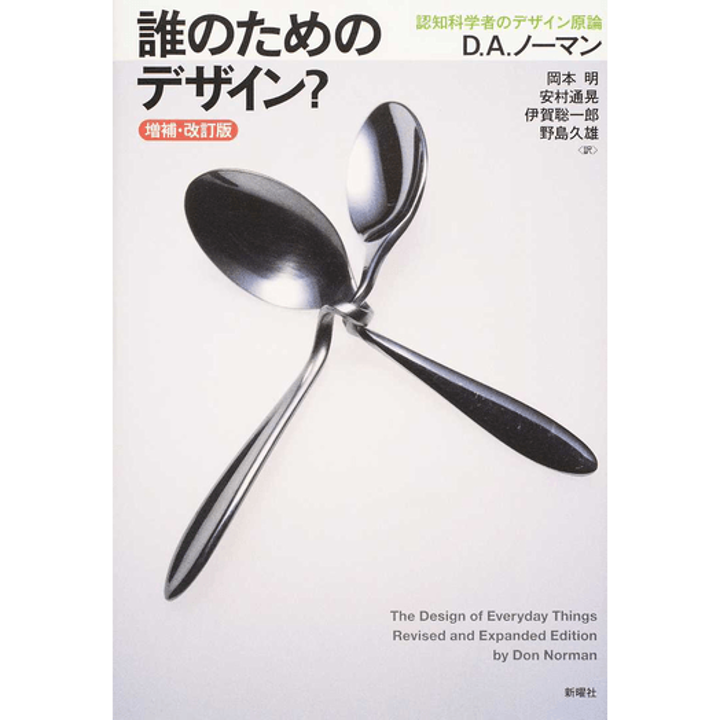 誰のための
デザイン?
増補・改訂版
認知科学者のデザイン原論
D.A.ノーマン
岡本 明
安村通晃
伊賀聡一郎
野島久雄
〈訳〉
The Design of Everyday Things
Revised and Expanded Edition
by Don Norman
新曜社